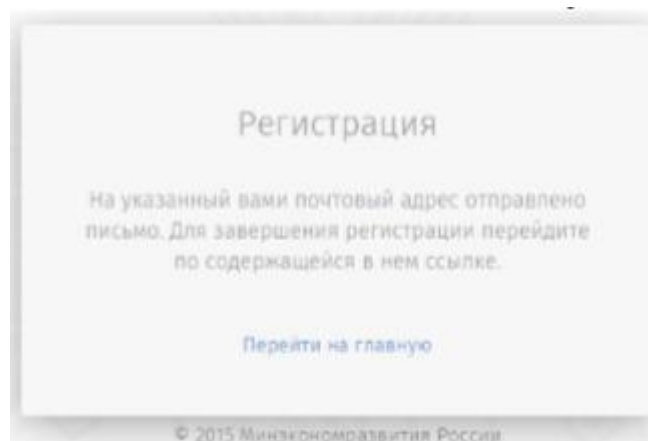 Регистрация
На указанный вами почтовый адрес отправлено
письмо. Для завершения регистрации перейдите
по содержащейся в нем ссылке.
Перейти на главную
© 2015 Минэкономразвития России